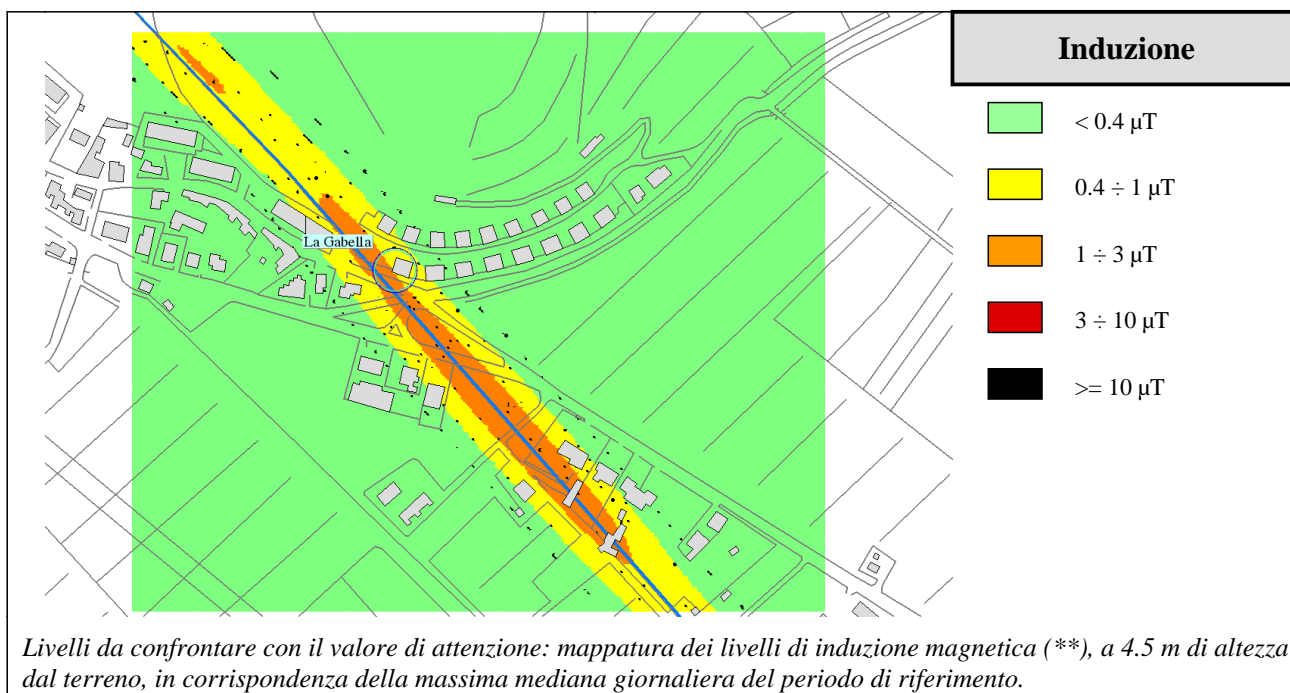 Induzione
< 0.4 µT
0.4 ÷ 1 µT
1 ÷ 3 µT
3 ÷ 10 µT
>= 10 µT
La Gabella
Livelli da confrontare con il valore di attenzione: mappatura dei livelli di induzione magnetica (**), a 4.5 m di altezza
dal terreno, in corrispondenza della massima mediana giornaliera del periodo di riferimento.